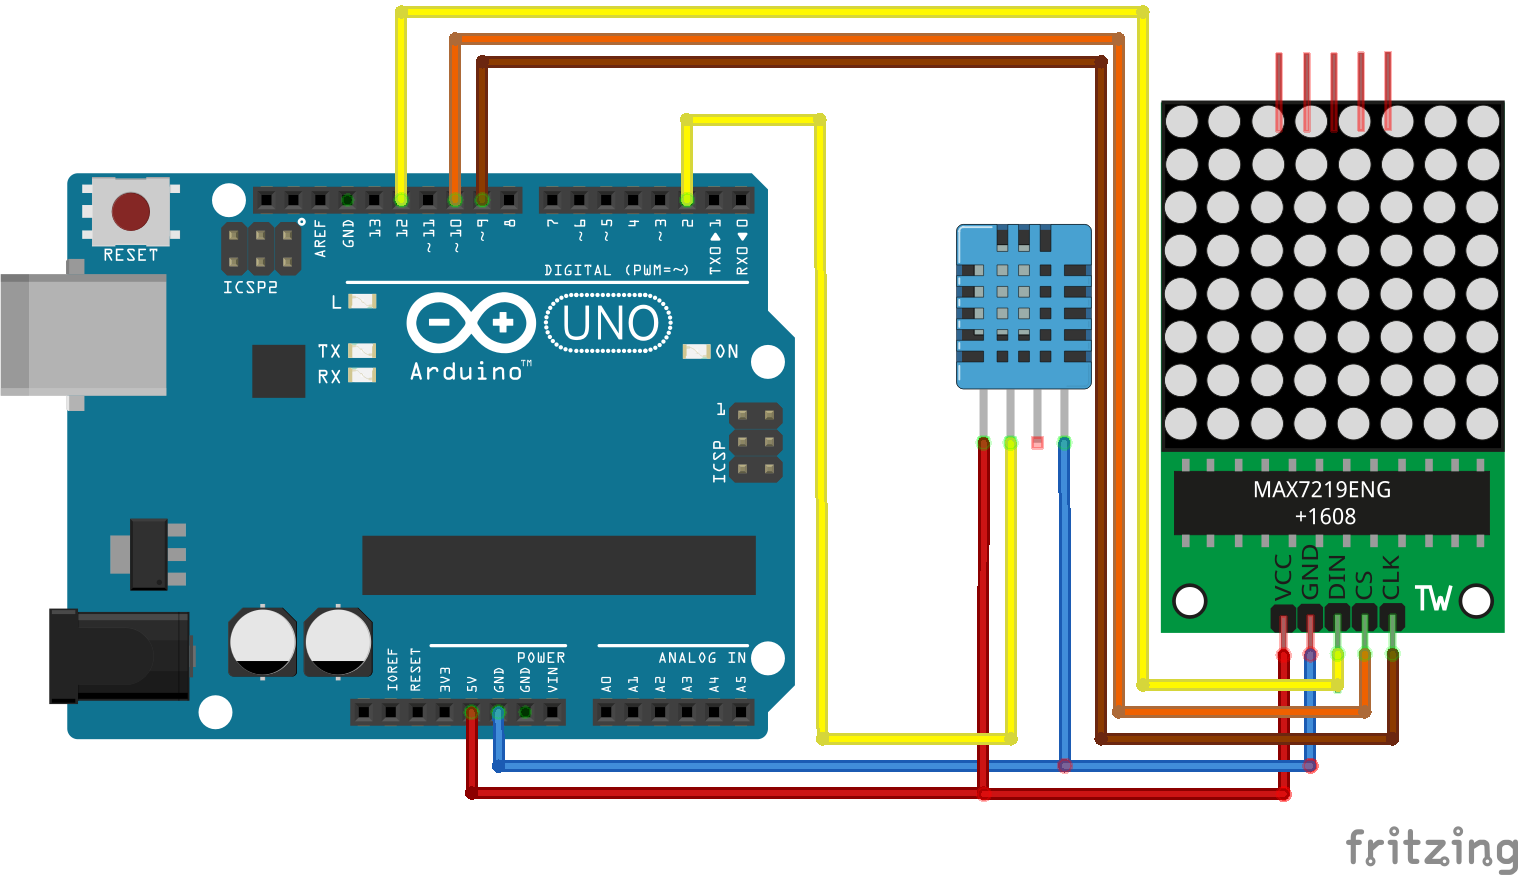 RESET
ICSP2
AREF
GND
13
12
~11
~10
~9
8
7
~6
~5
4
~3
2
TX0▶1
RX0◀0
DIGITAL (PWM=~)
L
TX
RX
UNO
ON
Arduino™
1
ICSP
IOREF
RESET
3V3
5V
GND
GND
VIN
POWER
A0
A1
A2
A3
A4
A5
ANALOG IN
MAX7219ENG
+1608
VCC
GND
DIN
CS
CLK
TW
fritzing